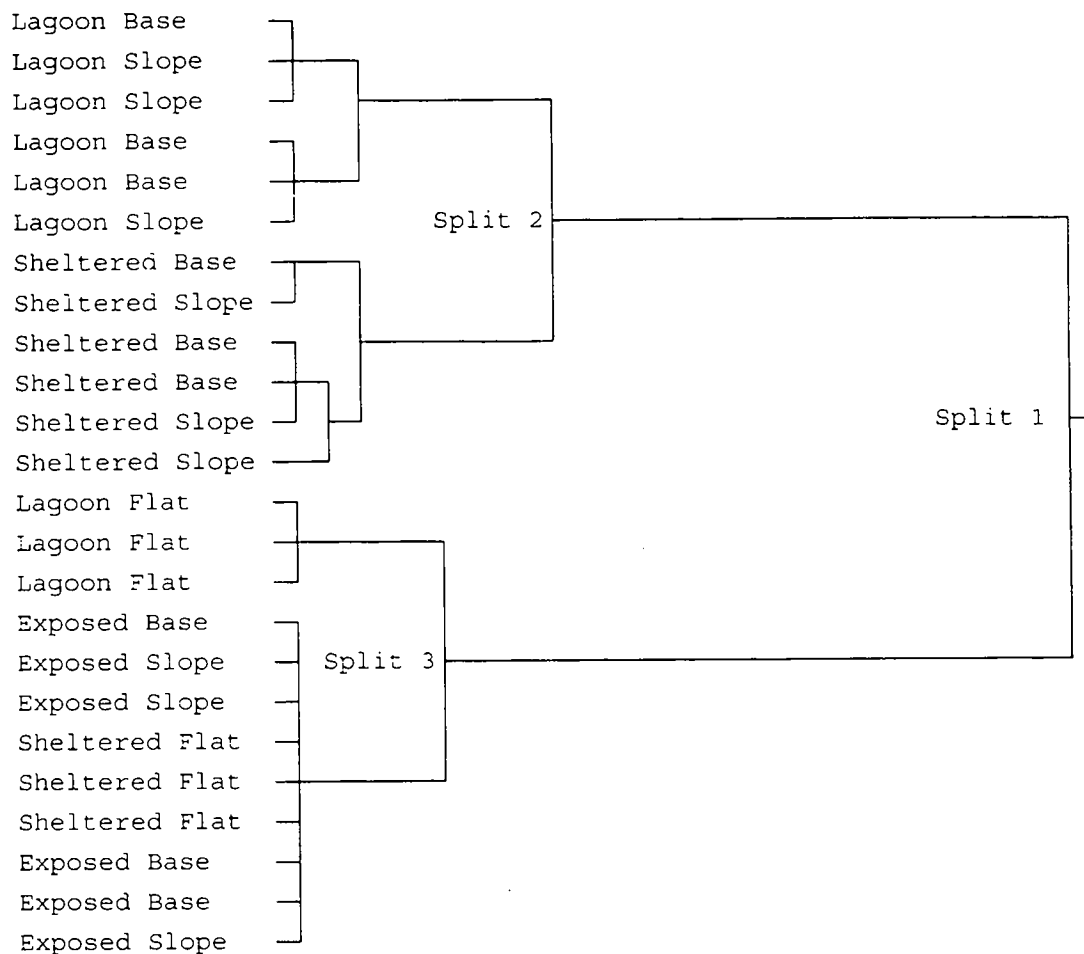 Lagoon Base
Lagoon Slope
Lagoon Slope
Lagoon Base
Lagoon Base
Lagoon Slope
Split 2
Sheltered Base
Sheltered Slope
Sheltered Base
Sheltered Base
Sheltered Slope
Split 1
Sheltered Slope
Lagoon Flat
Lagoon Flat
Lagoon Flat
Exposed Base
Exposed Slope
Split 3
Exposed Slope
Sheltered Flat
Sheltered Flat
Sheltered Flat
Exposed Base
Exposed Base
Exposed Slope